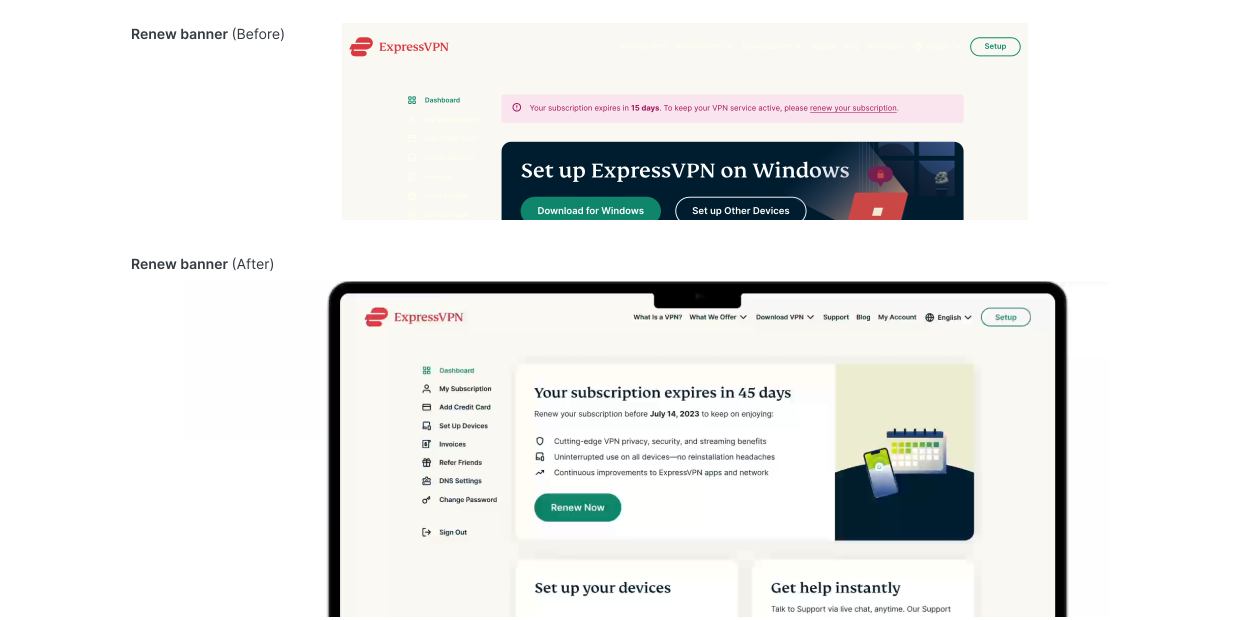 Renew banner (Before)
ExpressVPN
Setup
Dashboard
Your subscription expires in 15 days. To keep your VPN service active, please renew your subscription.
Set up ExpressVPN on Windows
Download for Windows
Set up Other Devices
Renew banner (After)
ExpressVPN
What Is a VPN? What We Offer Download VPN Support Blog My Account English Setup
Dashboard
My Subscription
Add Credit Card
Set Up Devices
Invoices
Refer Friends
DNS Settings
Change Password
Sign Out
Your subscription expires in 45 days
Renew your subscription before July 14, 2023 to keep on enjoying:
Cutting-edge VPN privacy, security, and streaming benefits
Uninterrupted use on all devices—no reinstallation headaches
Continuous improvements to ExpressVPN apps and network
Renew Now
Set up your devices
Get help instantly
Talk to Support via live chat, anytime. Our Support